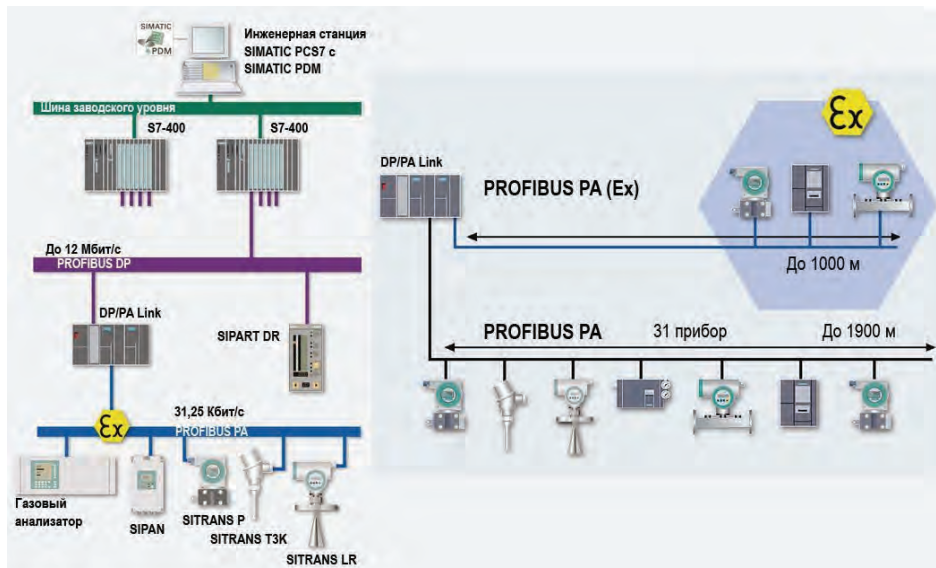 SIMATIC
PDM
Инженерная станция
SIMATIC PCS7 с
SIMATIC PDM
Шина заводского уровня
S7-400
S7-400
До 12 Мбит/с
PROFIBUS DP
DP/PA Link
SIPART DR
Ex
31,25 Кбит/с
PROFIBUS PA
Газовый
анализатор
SIPAN
SITRANS P
SITRANS T3K
SITRANS LR
Ex
DP/PA Link
PROFIBUS PA (Ex)
До 1000 м
PROFIBUS PA
31 прибор
До 1900 м